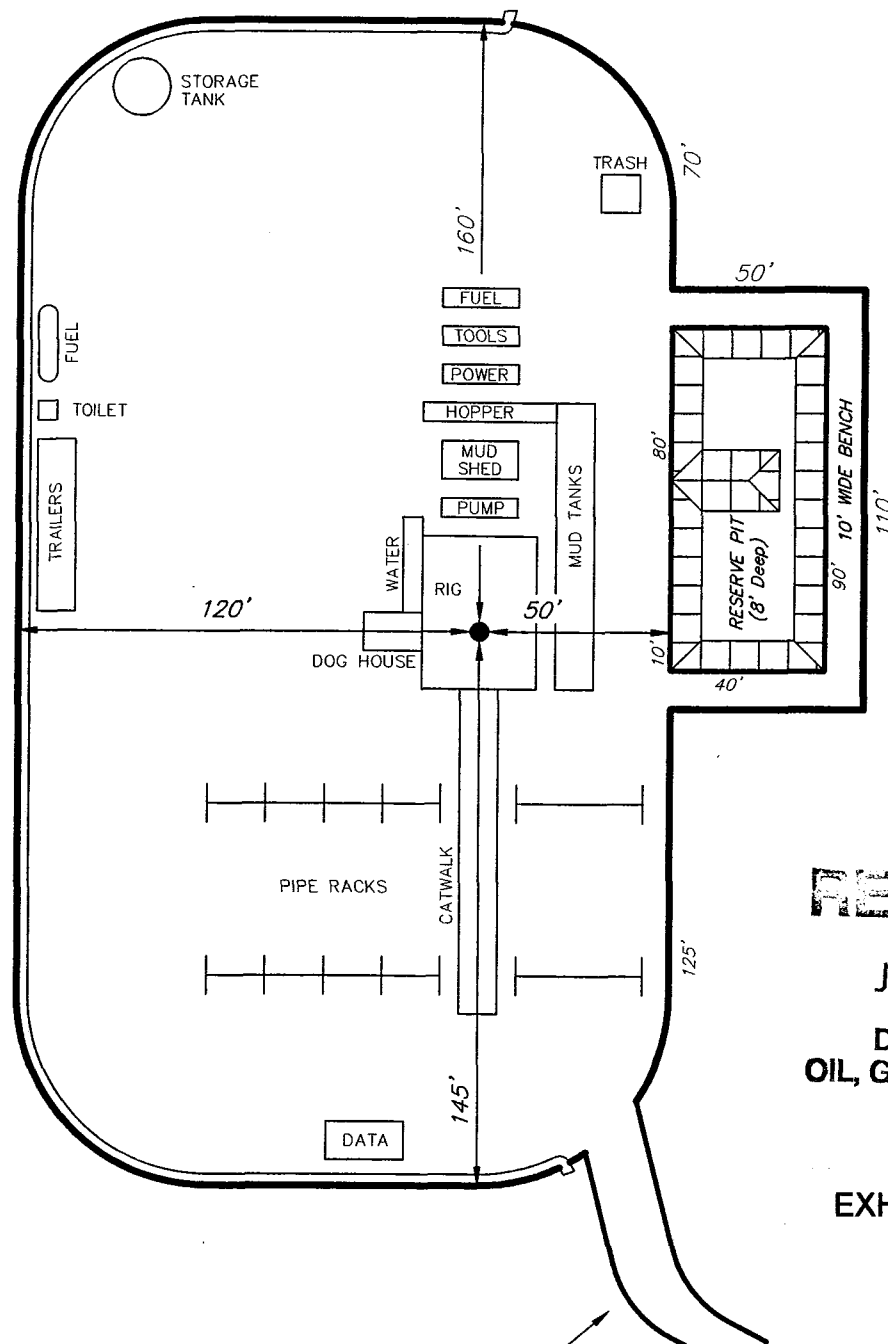 STORAGE
TANK
TRASH
70'
160'
50'
FUEL
TOOLS
POWER
HOPPER
MUD
SHED
PUMP
MUD TANKS
FUEL
TOILET
TRAILERS
WATER
RIG
120'
50'
DOG HOUSE
80'
RESERVE PIT
(8' Deep)
90'
10' WIDE BENCH
110'
10'
40'
PIPE RACKS
CATWALK
125'
145'
DATA
RE
J
D
OIL, G
EXH